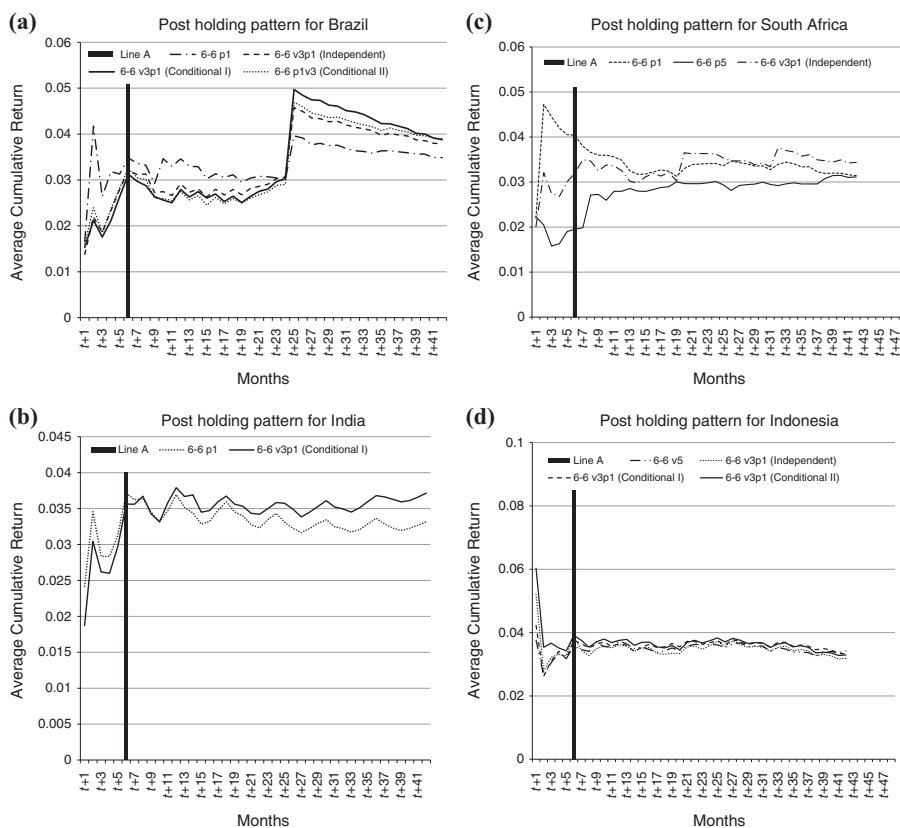 (a)
Post holding pattern for Brazil
Line A 6-6 p1 6-6 v3p1 (Independent)
6-6 v3p1 (Conditional I) 6-6 p1v3 (Conditional II)
Average Cumulative Return
0.06
0.05
0.04
0.03
0.02
0.01
0
t+1 t+3 t+5 t+7 t+9 t+11 t+13 t+15 t+17 t+19 t+21 t+23 t+25 t+27 t+29 t+31 t+33 t+35 t+37 t+39 t+41
Months
(c)
Post holding pattern for South Africa
Line A 6-6 p1 6-6 p5 6-6 v3p1 (Independent)
Average Cumulative Return
0.06
0.05
0.04
0.03
0.02
0.01
0
t+1 t+3 t+5 t+7 t+9 t+11 t+13 t+15 t+17 t+19 t+21 t+23 t+25 t+27 t+29 t+31 t+33 t+35 t+37 t+39 t+41 t+43 t+45 t+47
Months
(b)
Post holding pattern for India
Line A 6-6 p1 6-6 v3p1 (Conditional I)
Average Cumulative Return
0.045
0.04
0.035
0.03
0.025
0.02
0.015
0.01
0.005
0
t+1 t+3 t+5 t+7 t+9 t+11 t+13 t+15 t+17 t+19 t+21 t+23 t+25 t+27 t+29 t+31 t+33 t+35 t+37 t+39 t+41
Months
(d)
Post holding pattern for Indonesia
Line A 6-6 v5
6-6 v3p1 (Independent)
6-6 v3p1 (Conditional I) 6-6 v3p1 (Conditional II)
Average Cumulative Return
0.1
0.08
0.06
0.04
0.02
0
t+1 t+3 t+5 t+7 t+9 t+11 t+13 t+15 t+17 t+19 t+21 t+23 t+25 t+27 t+29 t+31 t+33 t+35 t+37 t+39 t+41 t+43 t+45 t+47
Months